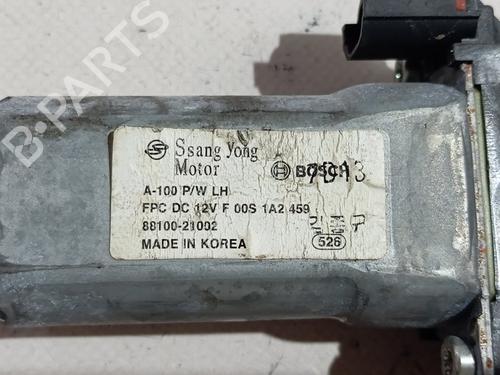 B-PARTS
Ssang Yong
Motor
BOSCH
A-100 P/W LH
FPC DC 12V F 00S 1A2 459
88100-21002
MADE IN KOREA
526